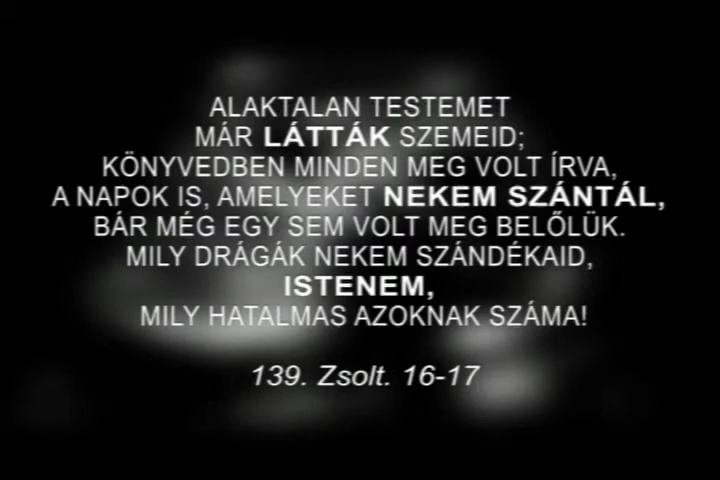 ALAKTALAN TESTEMET
MÁR LÁTTÁK SZEMEID;
KÖNYVEDBEN MINDEN MEG VOLT ÍRVA,
A NAPOK IS, AMELYEKET NEKEM SZÁNTÁL,
BÁR MÉG EGY SEM VOLT MEG BELŐLÜK.
MILY DRÁGÁK NEKEM SZÁNDÉKAID,
ISTENEM,
MILY HATALMAS AZOKNAK SZÁMA!
139. Zsolt. 16-17